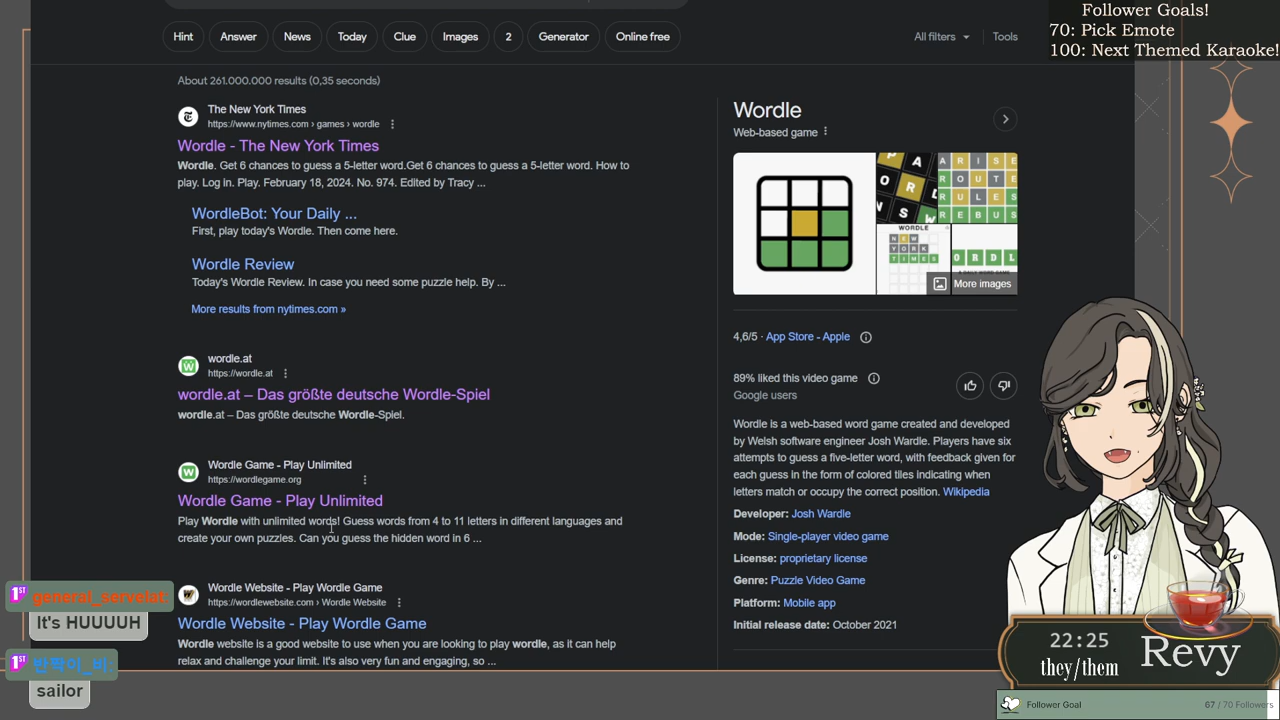 Follower Goals!
70: Pick Emote
100: Next Themed Karaoke!
Hint
Answer
News
Today
Clue
Images
2
Generator
Online free
All filters
Tools
About 261.000.000 results (0,35 seconds)
The New York Times
https://www.nytimes.com › games › wordle
Wordle - The New York Times
Wordle. Get 6 chances to guess a 5-letter word.Get 6 chances to guess a 5-letter word. How to
play. Log In. Play. February 18, 2024. No. 974. Edited by Tracy ...
WordleBot: Your Daily ...
First, play today's Wordle. Then come here.
Wordle Review
Today's Wordle Review. In case you need some puzzle help. By ...
More results from nytimes.com »
wordle.at
https://wordle.at
wordle.at – Das größte deutsche Wordle-Spiel
wordle.at – Das größte deutsche Wordle-Spiel.
Wordle Game - Play Unlimited
https://wordlegame.org
Wordle Game - Play Unlimited
Play Wordle with unlimited words! Guess words from 4 to 11 letters in different languages and
create your own puzzles. Can you guess the hidden word in 6 ...
Wordle Website - Play Wordle Game
https://wordlewebsite.com › Wordle Website
Wordle Website - Play Wordle Game
Wordle website is a good website to use when you are looking to play wordle, as it can help
relax and challenge your limit. It's also very fun and engaging, so ...
Wordle
Web-based game
ARISE
ROUTE
RULES
REBUS
WORDLE
NEW
YORK
TIMES
ORDL
More images
4,6/5 · App Store - Apple
89% liked this video game
Google users
Wordle is a web-based word game created and developed
by Welsh software engineer Josh Wardle. Players have six
attempts to guess a five-letter word, with feedback given for
each guess in the form of colored tiles indicating when
letters match or occupy the correct position. Wikipedia
Developer: Josh Wardle
Mode: Single-player video game
License: proprietary license
Genre: Puzzle Video Game
Platform: Mobile app
Initial release date: October 2021
1ST
general_servelat:
It's HUUUUH
1ST
반짝이_비:
sailor
22:25
they/them
Revy
Follower Goal
67 / 70 Followers